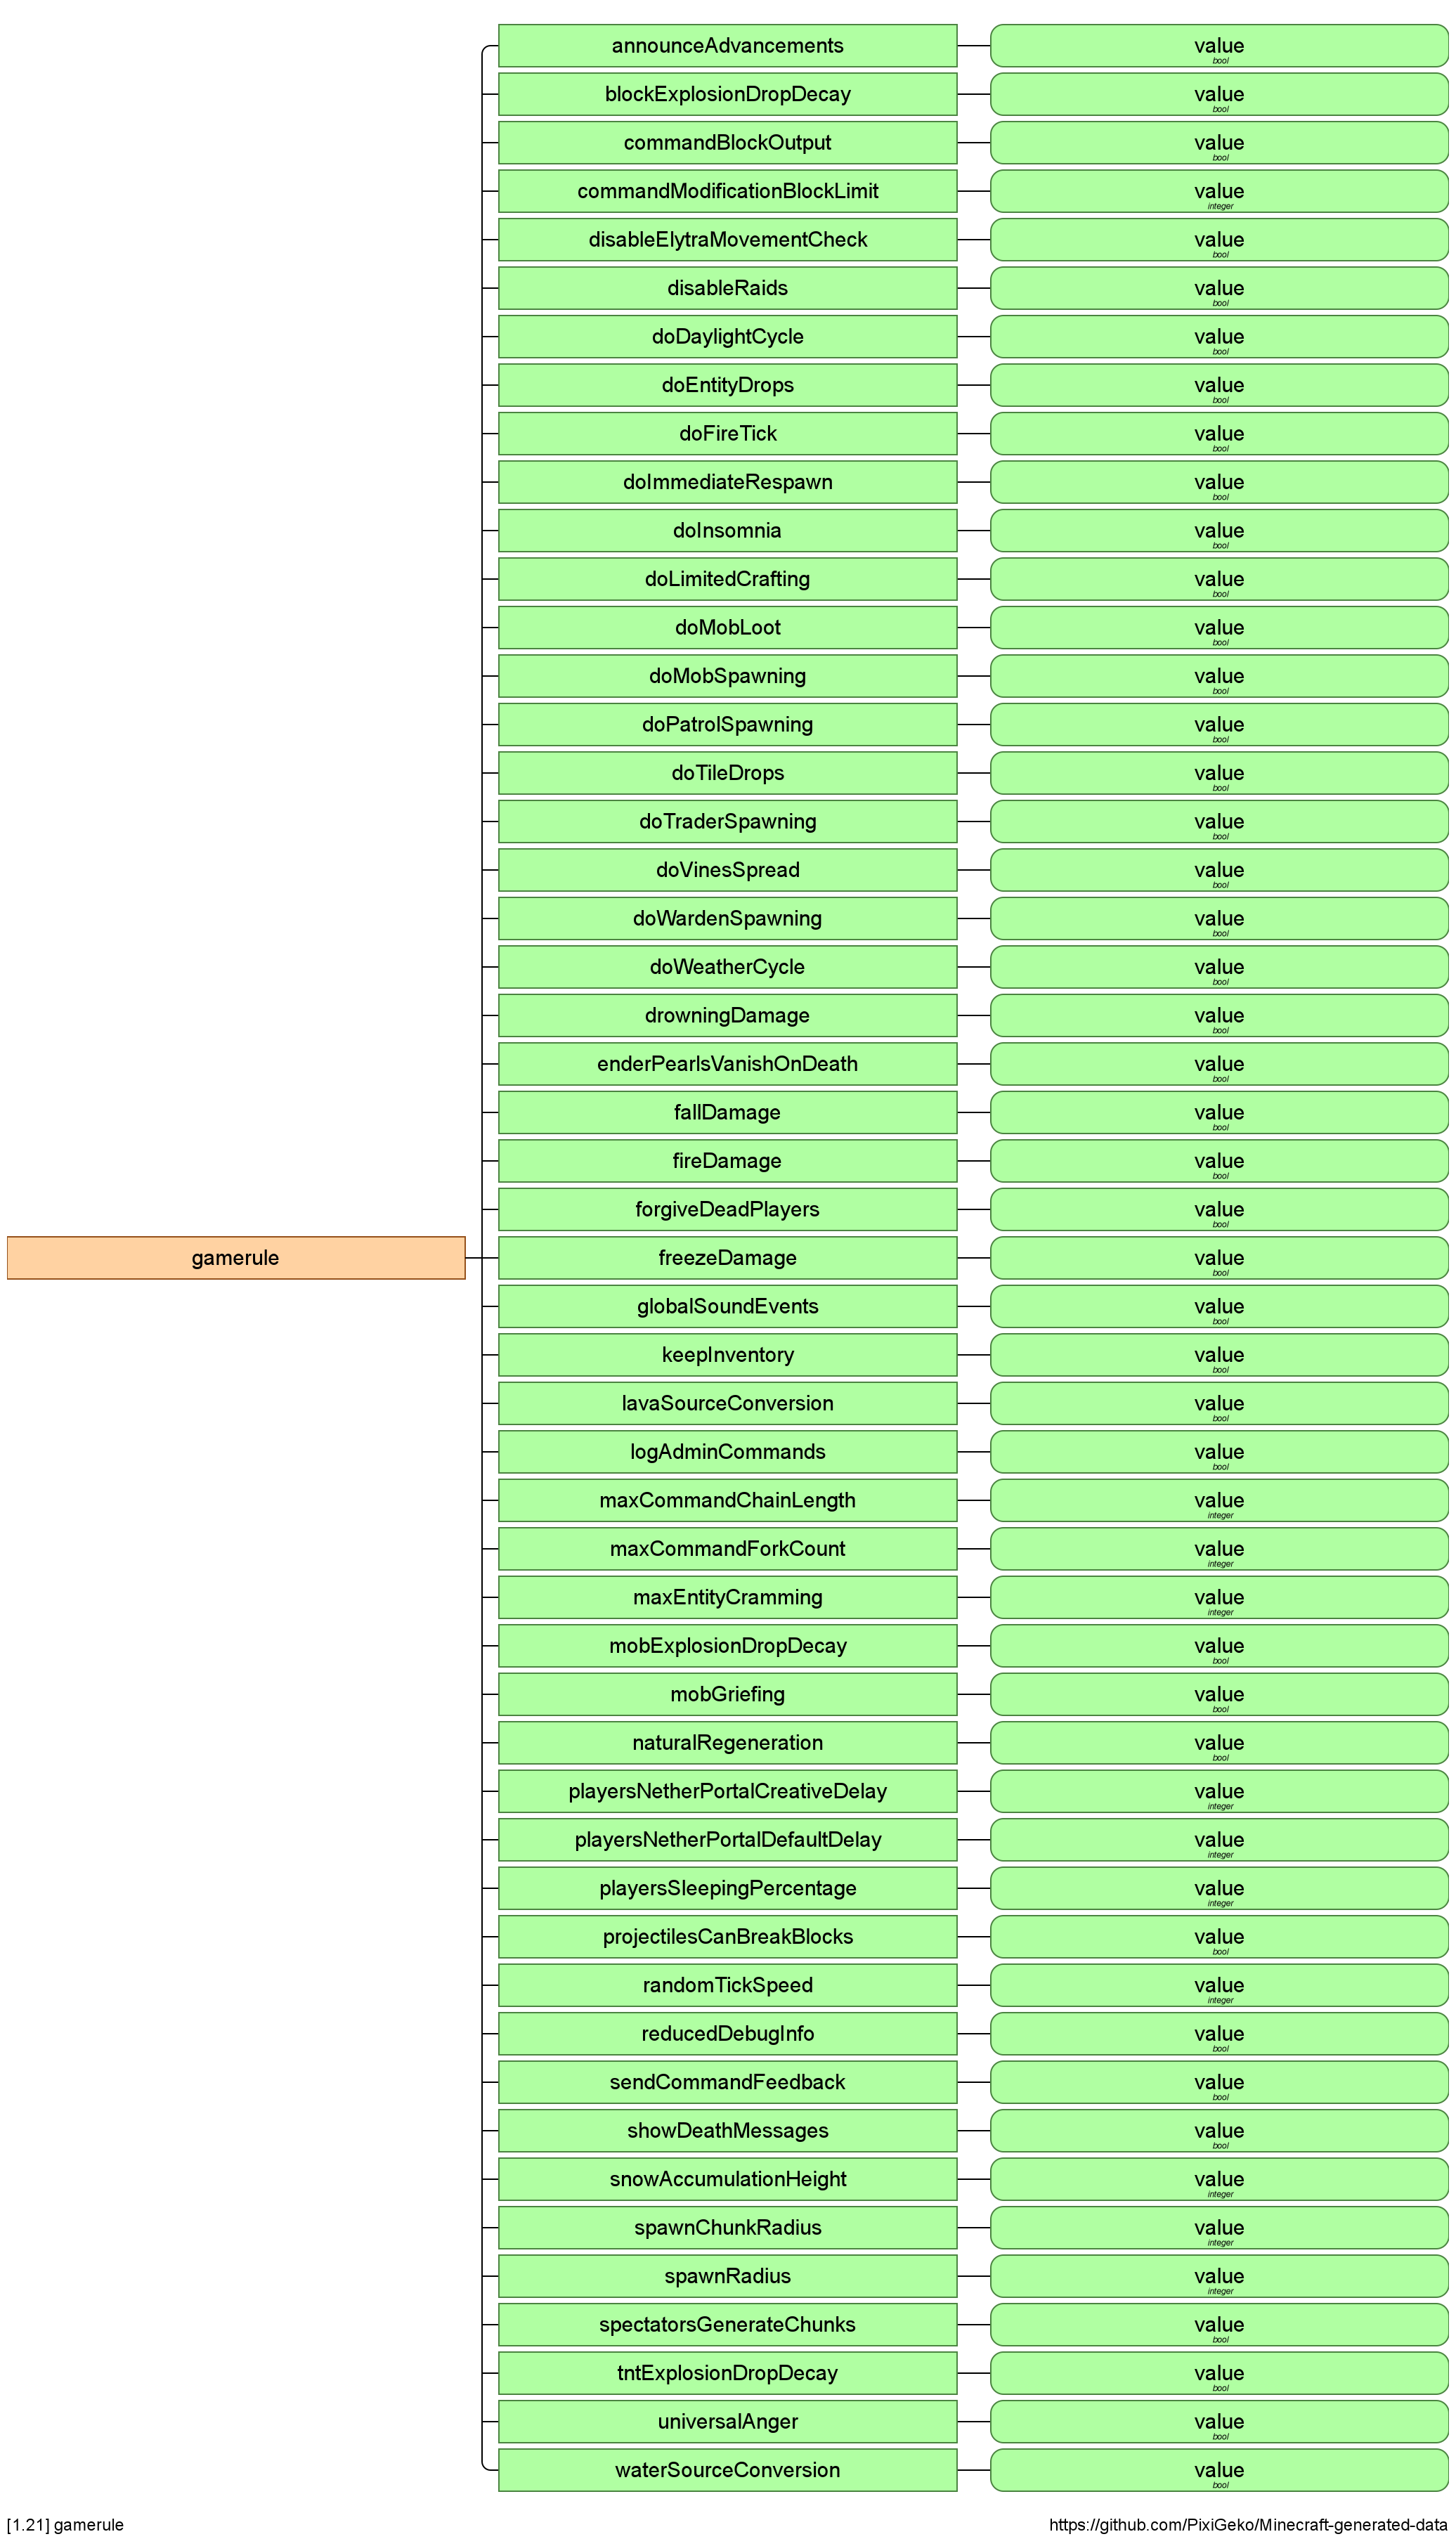 announceAdvancements value
bool
blockExplosionDropDecay value
bool
commandBlockOutput value
bool
commandModificationBlockLimit value
integer
disableElytraMovementCheck value
bool
disableRaids value
bool
doDaylightCycle value
bool
doEntityDrops value
bool
doFireTick value
bool
doImmediateRespawn value
bool
doInsomnia value
bool
doLimitedCrafting value
bool
doMobLoot value
bool
doMobSpawning value
bool
doPatrolSpawning value
bool
doTileDrops value
bool
doTraderSpawning value
bool
doVinesSpread value
bool
doWardenSpawning value
bool
doWeatherCycle value
bool
drowningDamage value
bool
enderPearlsVanishOnDeath value
bool
fallDamage value
bool
fireDamage value
bool
forgiveDeadPlayers value
bool
gamerule freezeDamage value
bool
globalSoundEvents value
bool
keepInventory value
bool
lavaSourceConversion value
bool
logAdminCommands value
bool
maxCommandChainLength value
integer
maxCommandForkCount value
integer
maxEntityCramming value
integer
mobExplosionDropDecay value
bool
mobGriefing value
bool
naturalRegeneration value
bool
playersNetherPortalCreativeDelay value
integer
playersNetherPortalDefaultDelay value
integer
playersSleepingPercentage value
integer
projectilesCanBreakBlocks value
bool
randomTickSpeed value
integer
reducedDebugInfo value
bool
sendCommandFeedback value
bool
showDeathMessages value
bool
snowAccumulationHeight value
integer
spawnChunkRadius value
integer
spawnRadius value
integer
spectatorsGenerateChunks value
bool
tntExplosionDropDecay value
bool
universalAnger value
bool
waterSourceConversion value
bool
[1.21] gamerule https://github.com/PixiGeko/Minecraft-generated-data